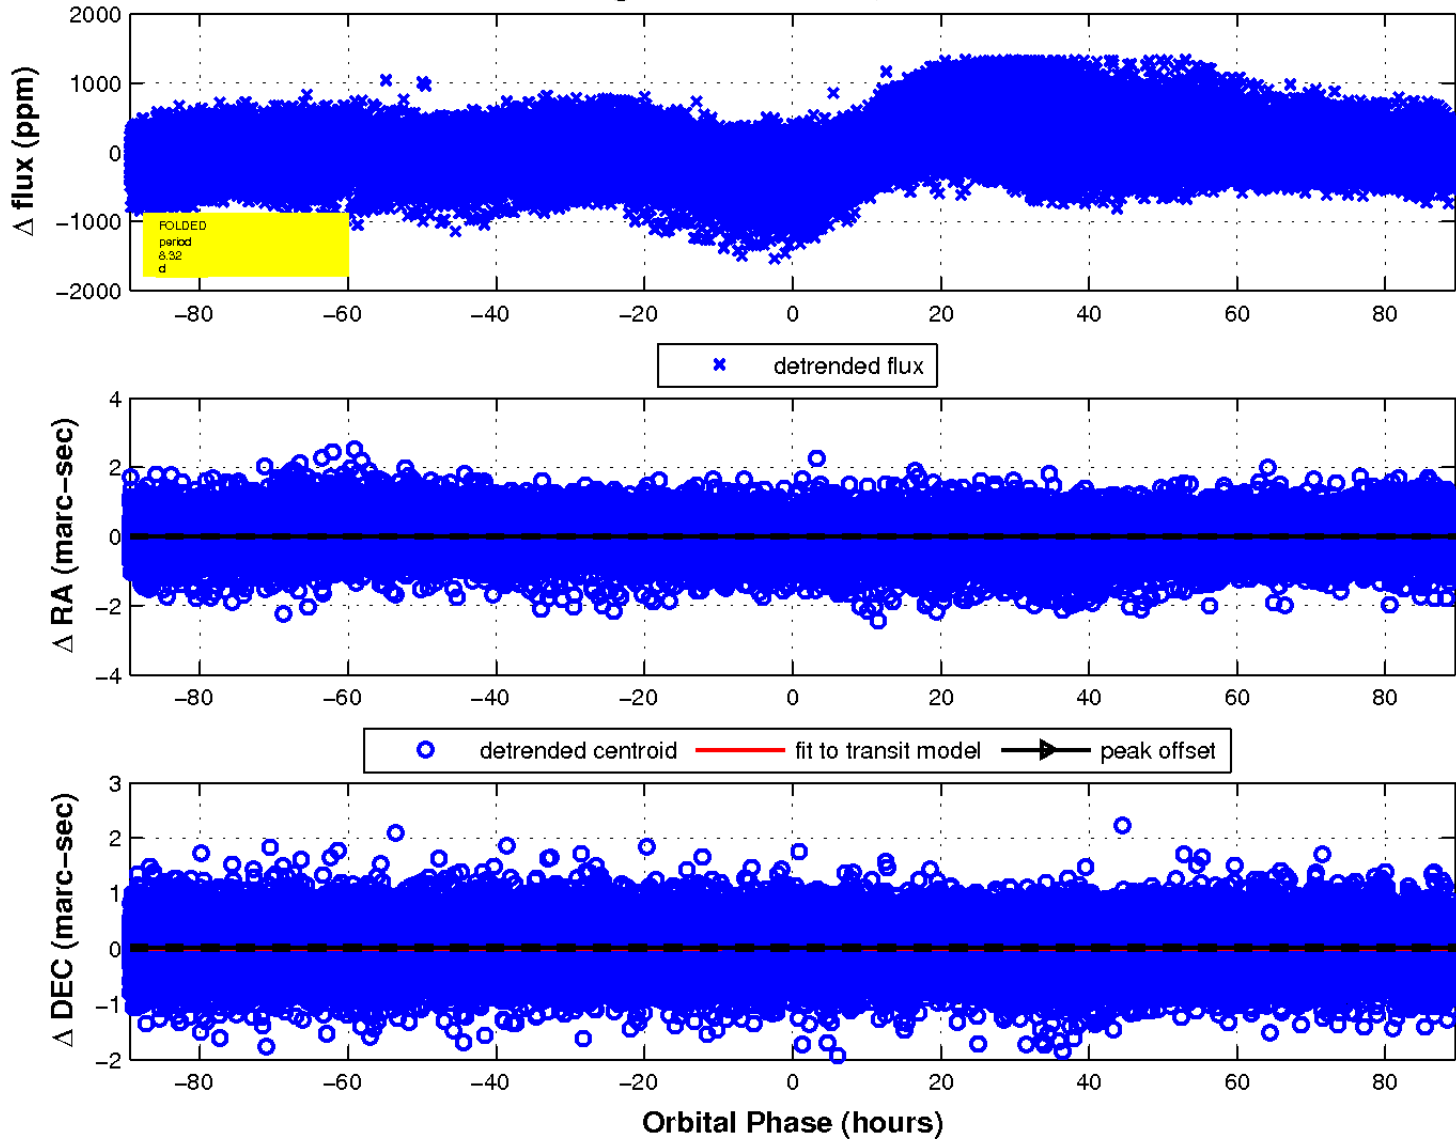 2000
1000
0
−1000
−2000
Δ flux (ppm)
FOLDED
period
8.32
d
−80 −60 −40 −20 0 20 40 60 80
detrended flux
4
2
0
−2
−4
Δ RA (marc−sec)
−80 −60 −40 −20 0 20 40 60 80
detrended centroid fit to transit model peak offset
3
2
1
0
−1
−2
Δ DEC (marc−sec)
−80 −60 −40 −20 0 20 40 60 80
Orbital Phase (hours)